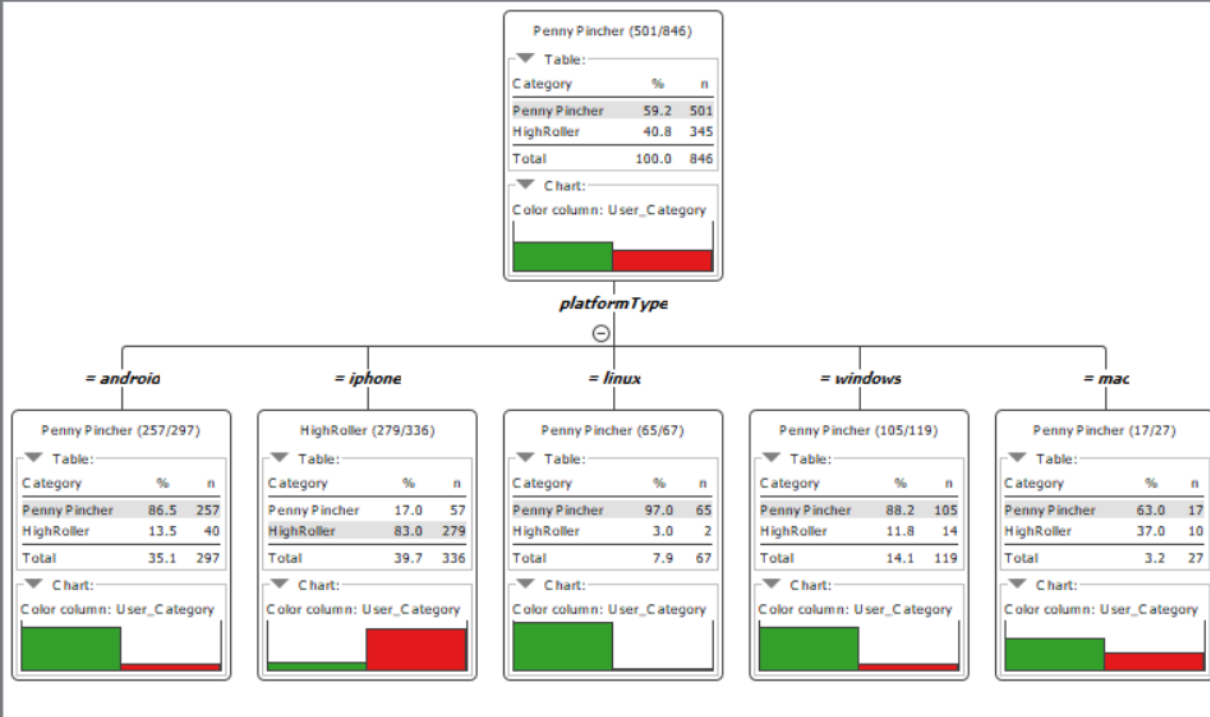 Penny Pincher (501/846)
Table:
Category % n
Penny Pincher 59.2 501
HighRoller 40.8 345
Total 100.0 846
Chart:
Color column: User_Category
platformType
= android
= iphone
= linux
= windows
= mac
Penny Pincher (257/297)
Table:
Category % n
Penny Pincher 86.5 257
HighRoller 13.5 40
Total 35.1 297
Chart:
Color column: User_Category
HighRoller (279/336)
Table:
Category % n
Penny Pincher 17.0 57
HighRoller 83.0 279
Total 39.7 336
Chart:
Color column: User_Category
Penny Pincher (65/67)
Table:
Category % n
Penny Pincher 97.0 65
HighRoller 3.0 2
Total 7.9 67
Chart:
Color column: User_Category
Penny Pincher (105/119)
Table:
Category % n
Penny Pincher 88.2 105
HighRoller 11.8 14
Total 14.1 119
Chart:
Color column: User_Category
Penny Pincher (17/27)
Table:
Category % n
Penny Pincher 63.0 17
HighRoller 37.0 10
Total 3.2 27
Chart:
Color column: User_Category